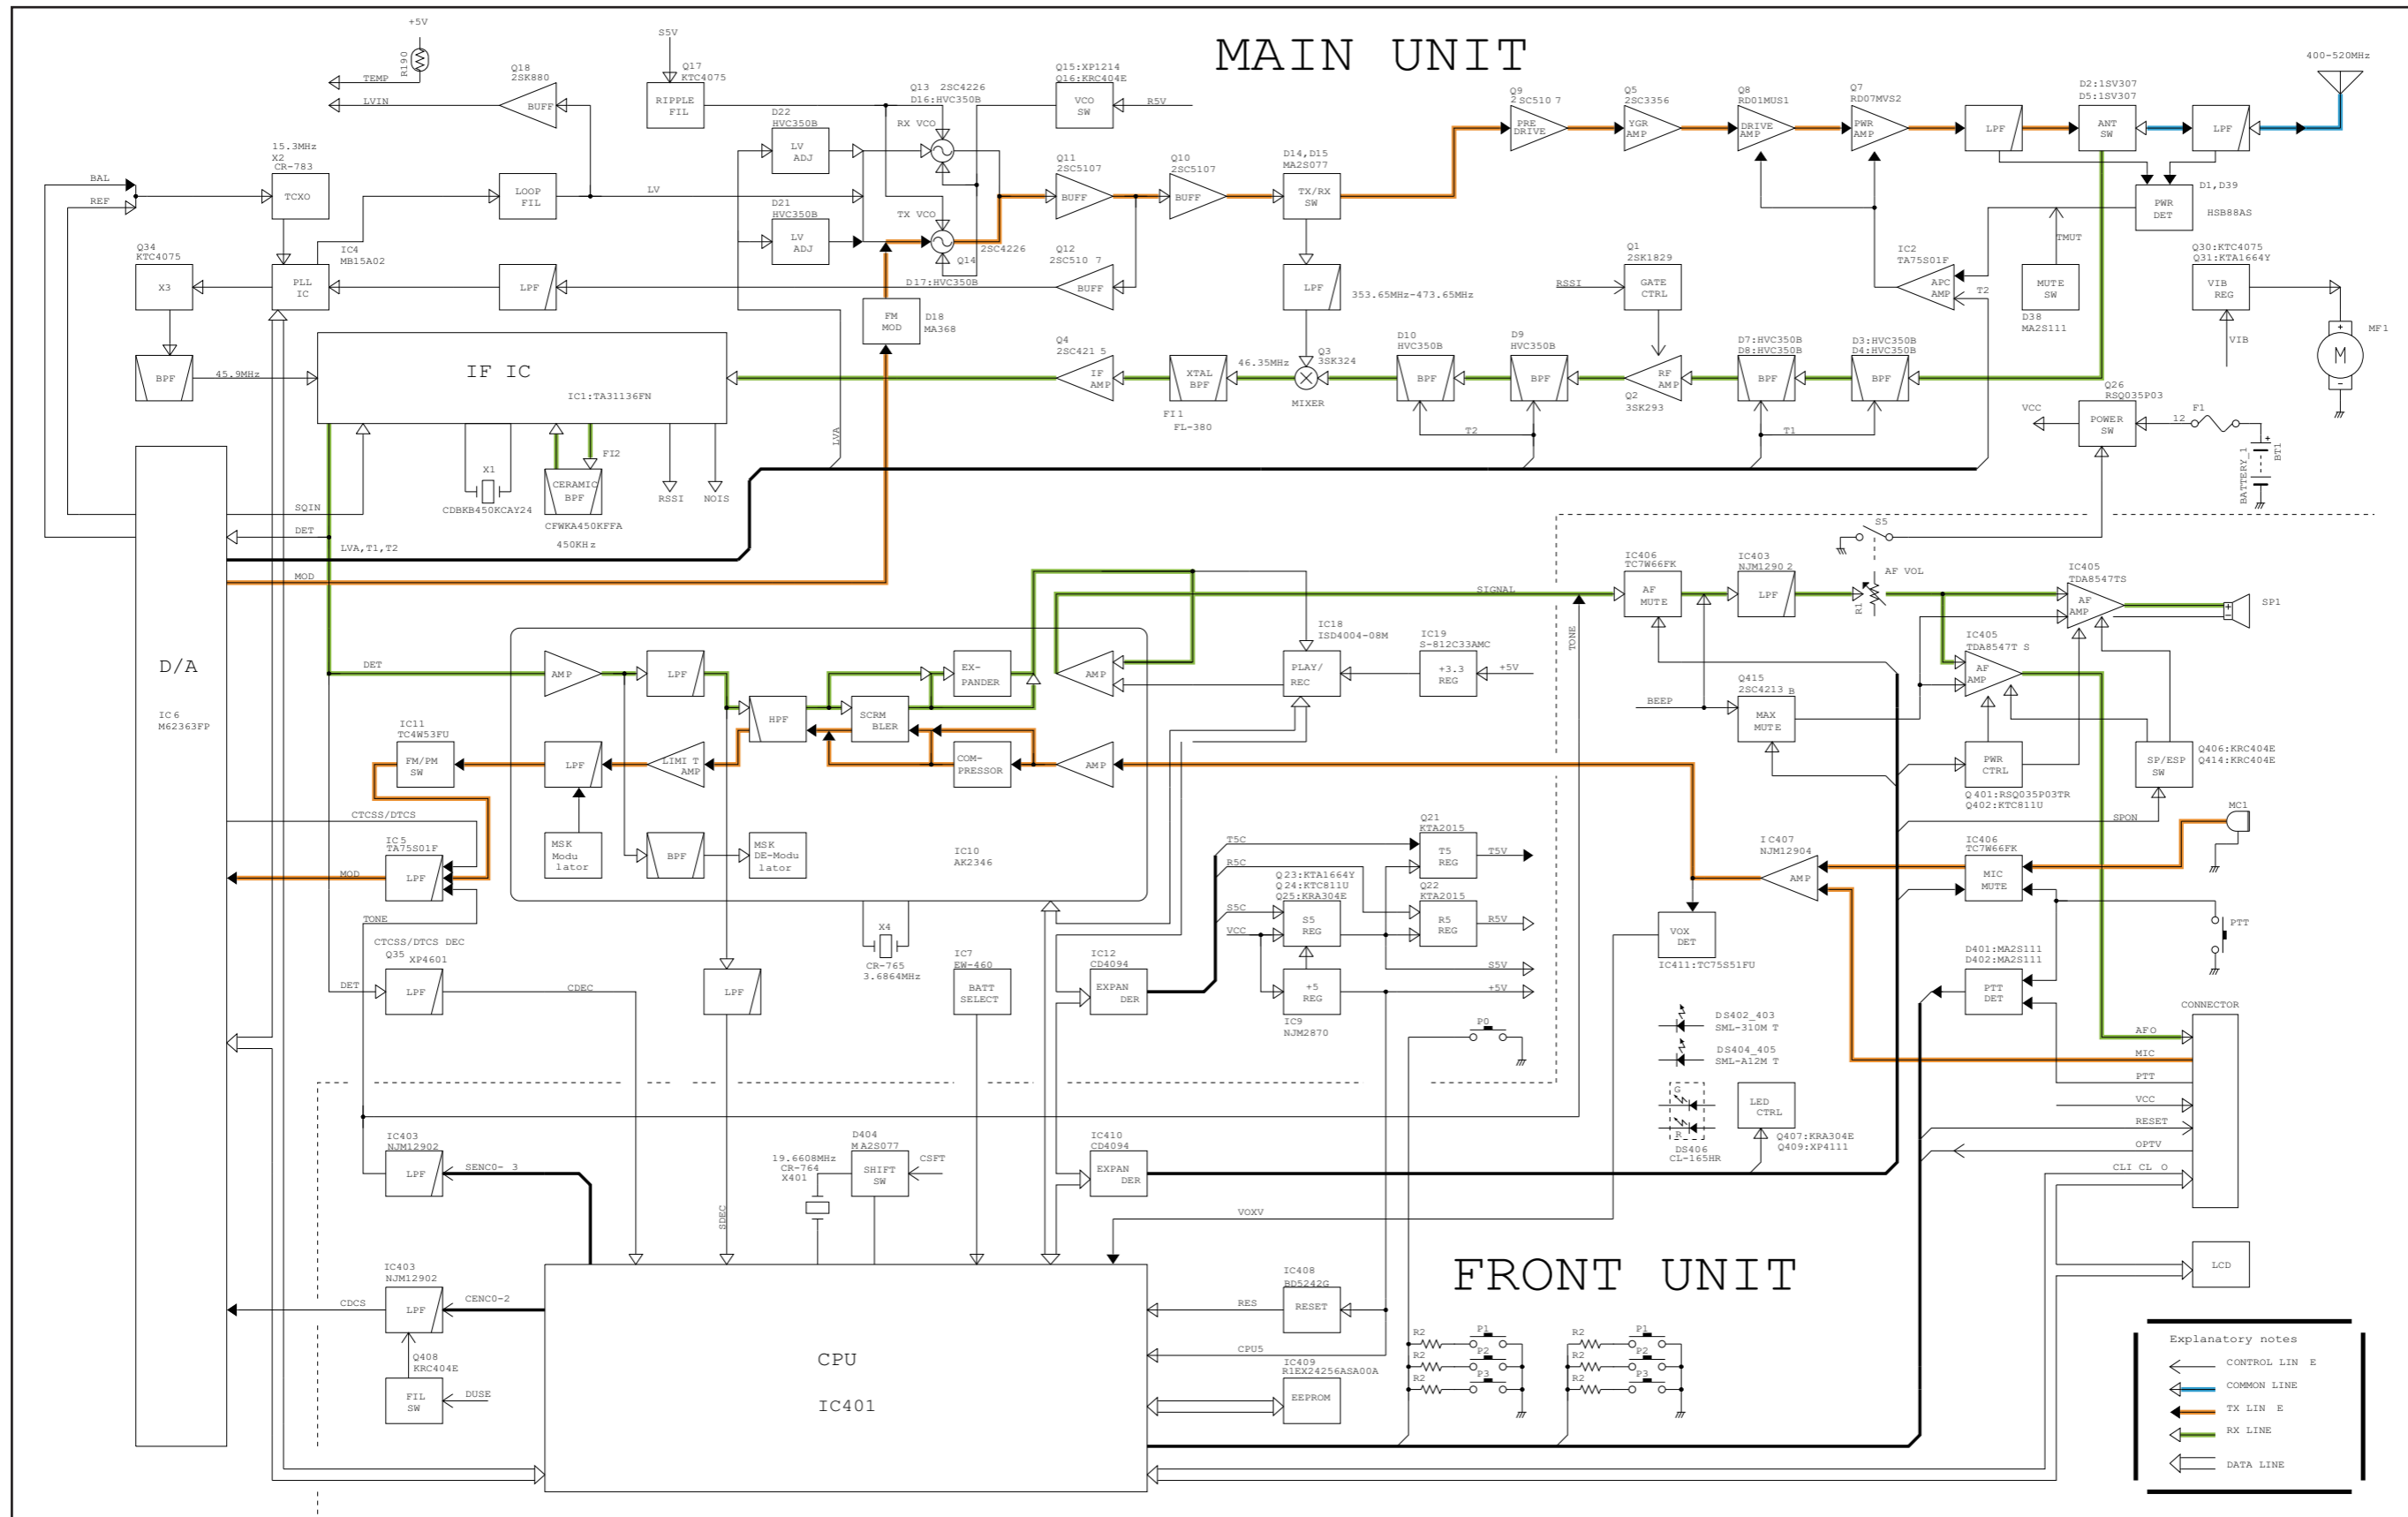 MAIN UNIT
+5V
R190
TEMP
LVIN
Q18
2SK880
BUFF
S5V
Q17
KTC4075
RIPPLE
FIL
Q13 2SC4226
D16:HVC350B
RX VCO
Q15:XP1214
Q16:KRC404E
VCO
SW
R5V
D22
HVC350B
LV
ADJ
15.3MHz
X2
CR-783
TCXO
BAL
REF
LOOP
FIL
LV
D21
HVC350B
LV
ADJ
TX VCO
2SC4226
Q14
D17:HVC350B
Q11
2SC5107
BUFF
Q10
2SC5107
BUFF
D14,D15
MA2S077
TX/RX
SW
Q9
2 SC510 7
PRE
DRIVE
Q5
2SC3356
YGR
AMP
Q8
RD01MUS1
DRIVE
AMP
Q7
RD07MVS2
PWR
AMP
LPF
D2:1SV307
D5:1SV307
ANT
SW
LPF
400-520MHz
D1,D39
PWR
DET
HSB88AS
TMUT
Q34
KTC4075
X3
IC4
MB15A02
PLL
IC
LPF
Q12
2SC510 7
BUFF
FM
MOD
D18
MA368
LPF
353.65MHz-473.65MHz
RSSI
Q1
2SK1829
GATE
CTRL
IC2
TA75S01F
APC
AMP
T2
MUTE
SW
D38
MA2S111
Q30:KTC4075
Q31:KTA1664Y
VIB
REG
VIB
MF1
M
BPF
45.9MHz
IF IC
IC1:TA31136FN
Q4
2SC421 5
IF
AMP
XTAL
BPF
FI1
FL-380
46.35MHz
Q3
3SK324
MIXER
D10
HVC350B
BPF
D9
HVC350B
BPF
RF
AMP
Q2
3SK293
D7:HVC350B
D8:HVC350B
BPF
D3:HVC350B
D4:HVC350B
BPF
T2
T1
LVA
Q26
RSQ035P03
POWER
SW
VCC
12
F1
BATTERY_1
BT1
X1
CDBKB450KCAY24
FI2
CERAMIC
BPF
CFWKA450KFFA
450KHz
RSSI
NOIS
SQIN
DET
LVA,T1,T2
MOD
D/A
IC6
M62363FP
S5
IC406
TC7W66FK
AF
MUTE
IC403
NJM1290 2
LPF
AF VOL
R1
IC405
TDA8547TS
AF
AMP
SP1
SIGNAL
TONE
IC405
TDA8547T S
AF
AMP
DET
AMP
LPF
HPF
SCRM
BLER
EX-
PANDER
AMP
IC18
ISD4004-08M
PLAY/
REC
IC19
S-812C33AMC
+3.3
REG
+5V
BEEP
Q415
2SC4213 B
MAX
MUTE
IC11
TC4W53FU
FM/PM
SW
LPF
LIMI T
AMP
COM-
PRESSOR
AMP
PWR
CTRL
Q401:RSQ035P03TR
Q402:KTC811U
SP/ESP
SW
Q406:KRC404E
Q414:KRC404E
SPON
MC1
CTCSS/DTCS
IC5
TA75S01F
LPF
MOD
MSK
Modu
lator
BPF
MSK
DE-Modu
lator
IC10
AK2346
Q21
KTA2015
T5
REG
T5C
R5C
T5V
Q23:KTA1664Y
Q24:KTC811U
Q25:KRA304E
S5
REG
S5C
VCC
Q22
KTA2015
R5
REG
R5V
IC407
NJM12904
AMP
IC406
TC7W66FK
MIC
MUTE
PTT
TONE
CTCSS/DTCS DEC
Q35
XP4601
LPF
DET
CDEC
X4
CR-765
3.6864MHz
LPF
IC7
EW-460
BATT
SELECT
IC12
CD4094
EXPAN
DER
+5
REG
IC9
NJM2870
S5V
+5V
VOX
DET
IC411:TC75S51FU
D401:MA2S111
D402:MA2S111
PTT
DET
CONNECTOR
P0
DS402_403
SML-310M T
DS404_405
SML-A12M T
G
R
DS406
CL-165HR
LED
CTRL
Q407:KRA304E
Q409:XP4111
AFO
MIC
PTT
VCC
RESET
OPTV
CLI CL O
IC403
NJM12902
LPF
SENC0- 3
SDEC
19.6608MHz
CR-764
X401
D404
MA2S077
SHIFT
SW
CSFT
IC410
CD4094
EXPAN
DER
VOXV
FRONT UNIT
LCD
IC403
NJM12902
LPF
CDCS
CENC0-2
Q408
KRC404E
FIL
SW
DUSE
CPU
IC401
RES
IC408
BD5242G
RESET
CPU5
IC409
R1EX24256ASA00A
EEPROM
R2
P1
R2
P2
R2
P3
R2
P1
R2
P2
R2
P3
Explanatory notes
CONTROL LIN E
COMMON LINE
TX LIN E
RX LINE
DATA LINE